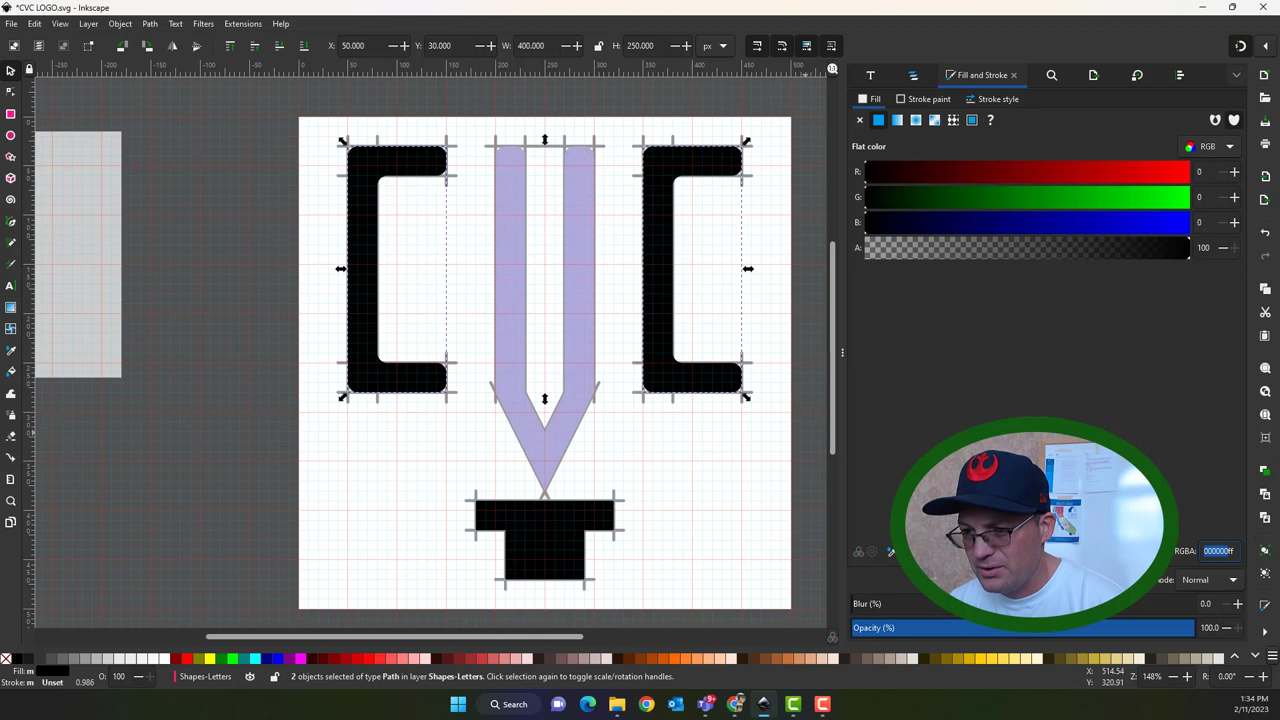 *CVC LOGO.svg - Inkscape
File Edit View Layer Object Path Text Filters Extensions Help
X: 50.000 Y: 30.000 W: 400.000 H: 250.000 px
Fill and Stroke
Fill Stroke paint Stroke style
Flat color RGB
R: 0
G: 0
B: 0
A: 100
RGBA: 000000ff
Normal
Blur (%) 0.0
Opacity (%) 100.0
Fill: m
Stroke: m Unset 0.986
O: 100
Shapes-Letters
2 objects selected of type Path in layer Shapes-Letters. Click selection again to toggle scale/rotation handles.
X: 514.54
Y: 320.91
Z: 148%
R: 0.00°
Search
1:34 PM
2/11/2023